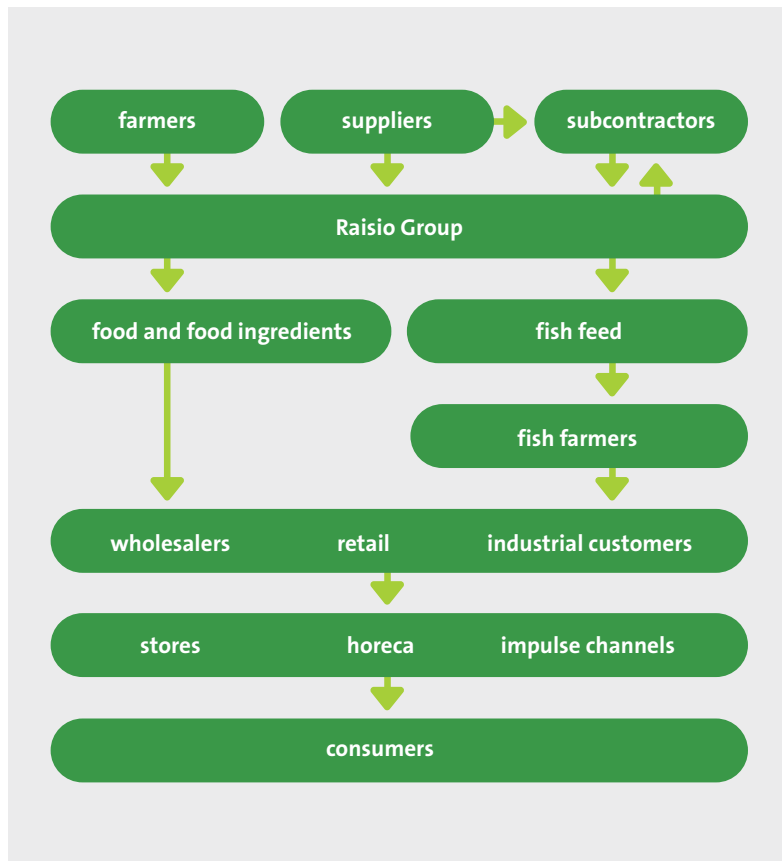 farmers suppliers subcontractors
Raisio Group
food and food ingredients fish feed
fish farmers
wholesalers retail industrial customers
stores horeca impulse channels
consumers